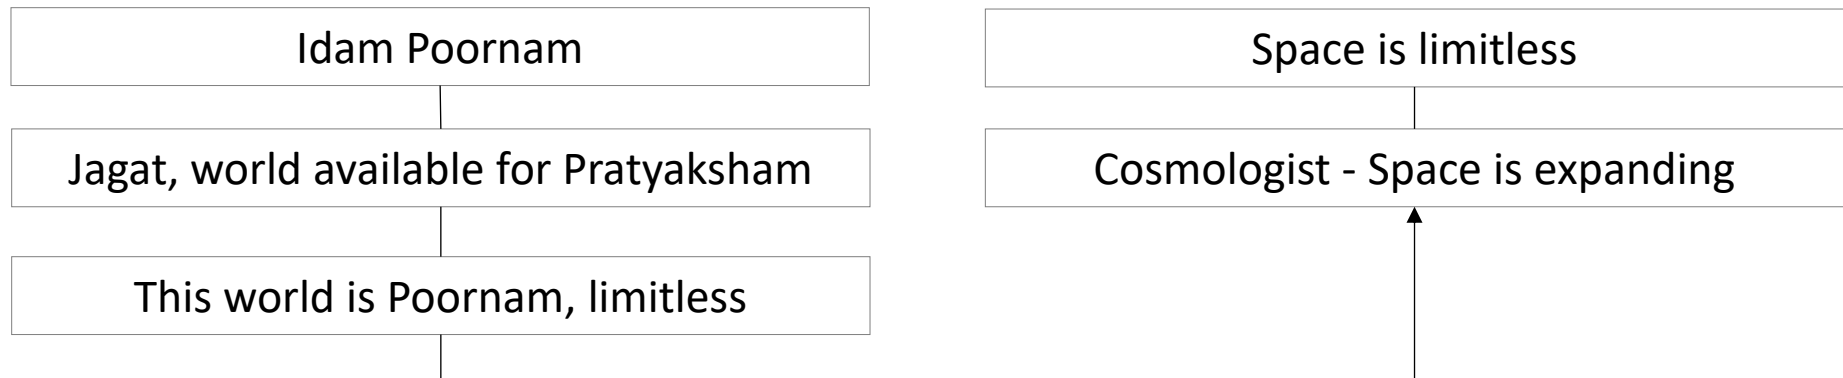 Idam Poornam
Jagat, world available for Pratyaksham
This world is Poornam, limitless
Space is limitless
Cosmologist - Space is expanding